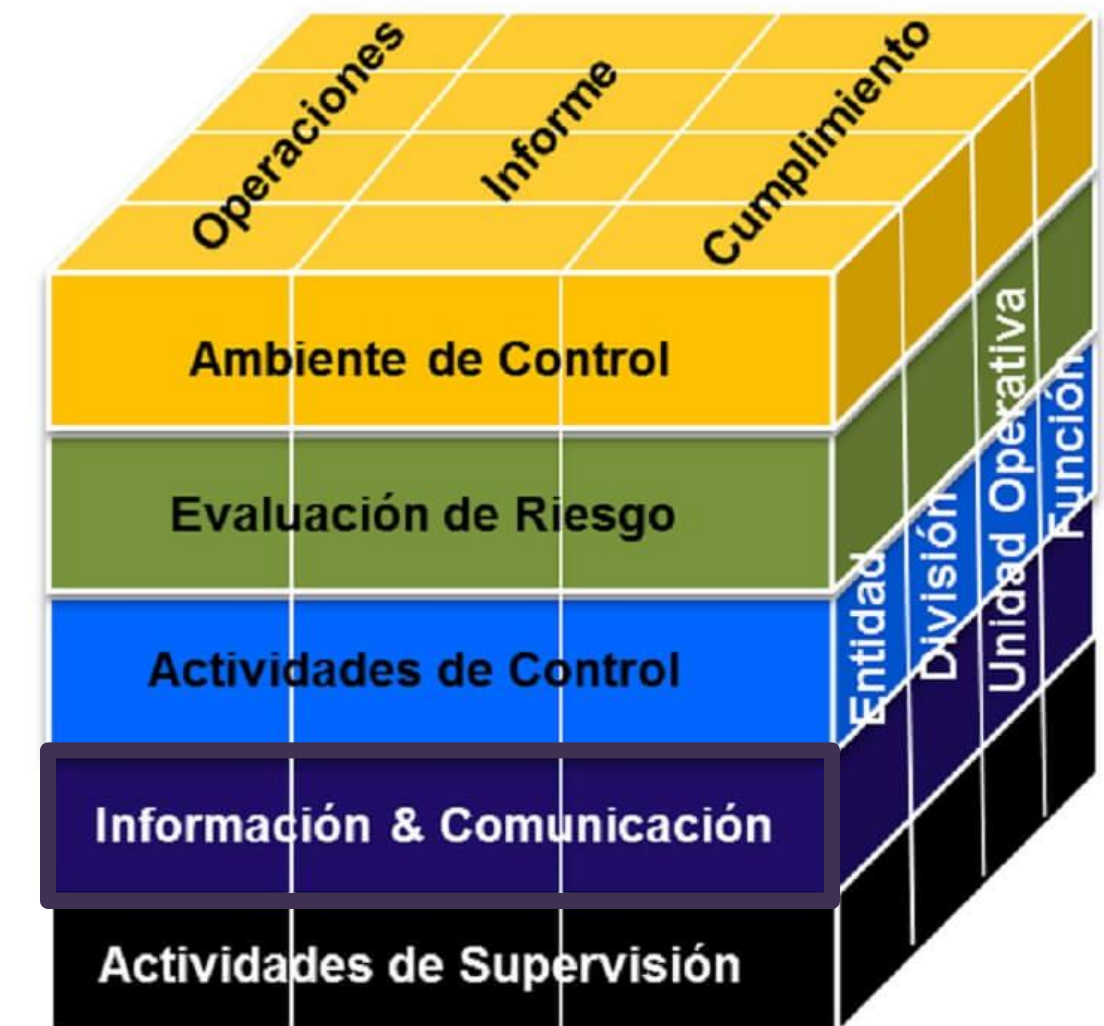 Operaciones
Informe
Cumplimiento
Ambiente de Control
Evaluación de Riesgo
Actividades de Control
Información & Comunicación
Actividades de Supervisión
Entidad
División
Unidad Operativa
Función